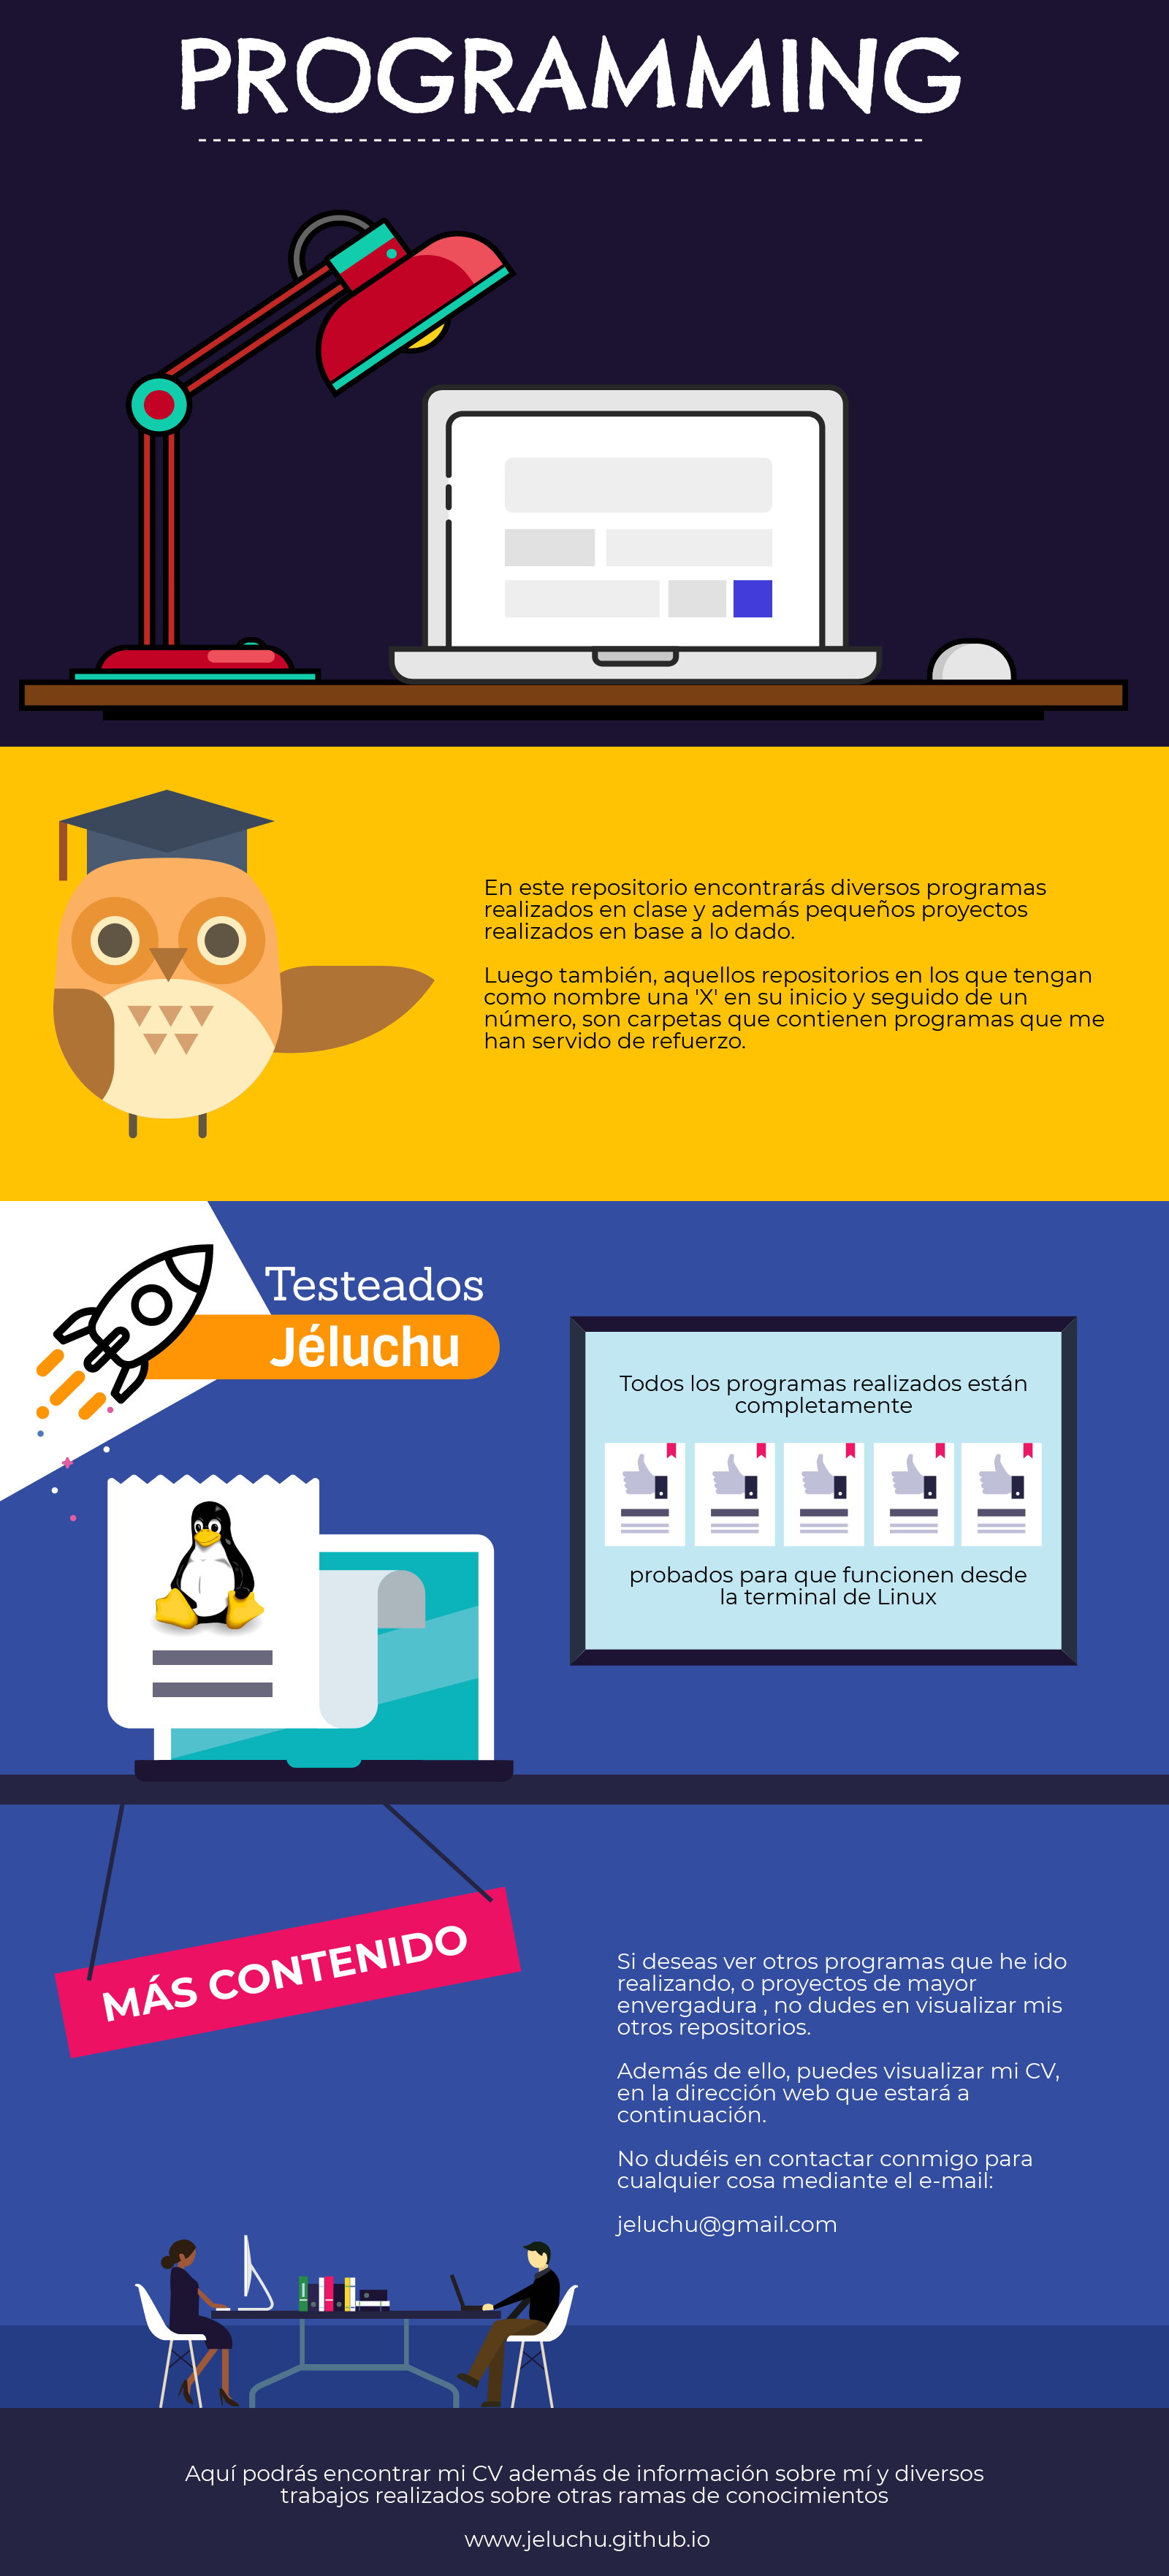 PROGRAMMING
En este repositorio encontrarás diversos programas
realizados en clase y además pequeños proyectos
realizados en base a lo dado.
Luego también, aquellos repositorios en los que tengan
como nombre una 'X' en su inicio y seguido de un
número, son carpetas que contienen programas que me
han servido de refuerzo.
Testeados
Jéluchu
Todos los programas realizados están
completamente
probados para que funcionen desde
la terminal de Linux
MÁS CONTENIDO
Si deseas ver otros programas que he ido
realizando, o proyectos de mayor
envergadura , no dudes en visualizar mis
otros repositorios.
Además de ello, puedes visualizar mi CV,
en la dirección web que estará a
continuación.
No dudéis en contactar conmigo para
cualquier cosa mediante el e-mail:
jeluchu@gmail.com
Aquí podrás encontrar mi CV además de información sobre mí y diversos
trabajos realizados sobre otras ramas de conocimientos
www.jeluchu.github.io